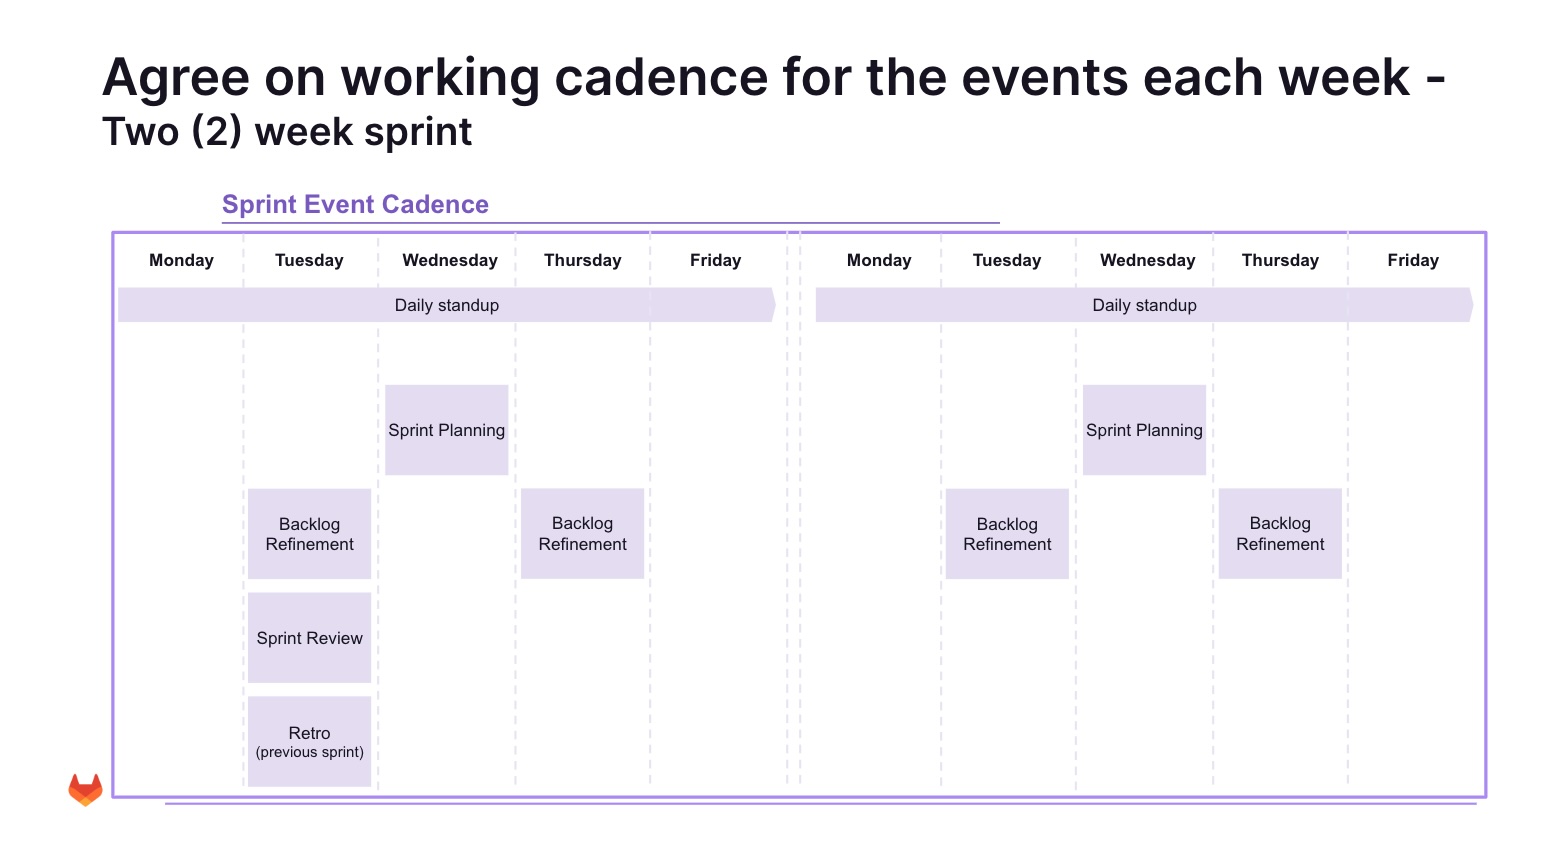 Agree on working cadence for the events each week -
Two (2) week sprint
Sprint Event Cadence
Monday
Tuesday
Wednesday
Thursday
Friday
Monday
Tuesday
Wednesday
Thursday
Friday
Daily standup
Daily standup
Sprint Planning
Sprint Planning
Backlog
Refinement
Backlog
Refinement
Backlog
Refinement
Backlog
Refinement
Sprint Review
Retro
(previous sprint)